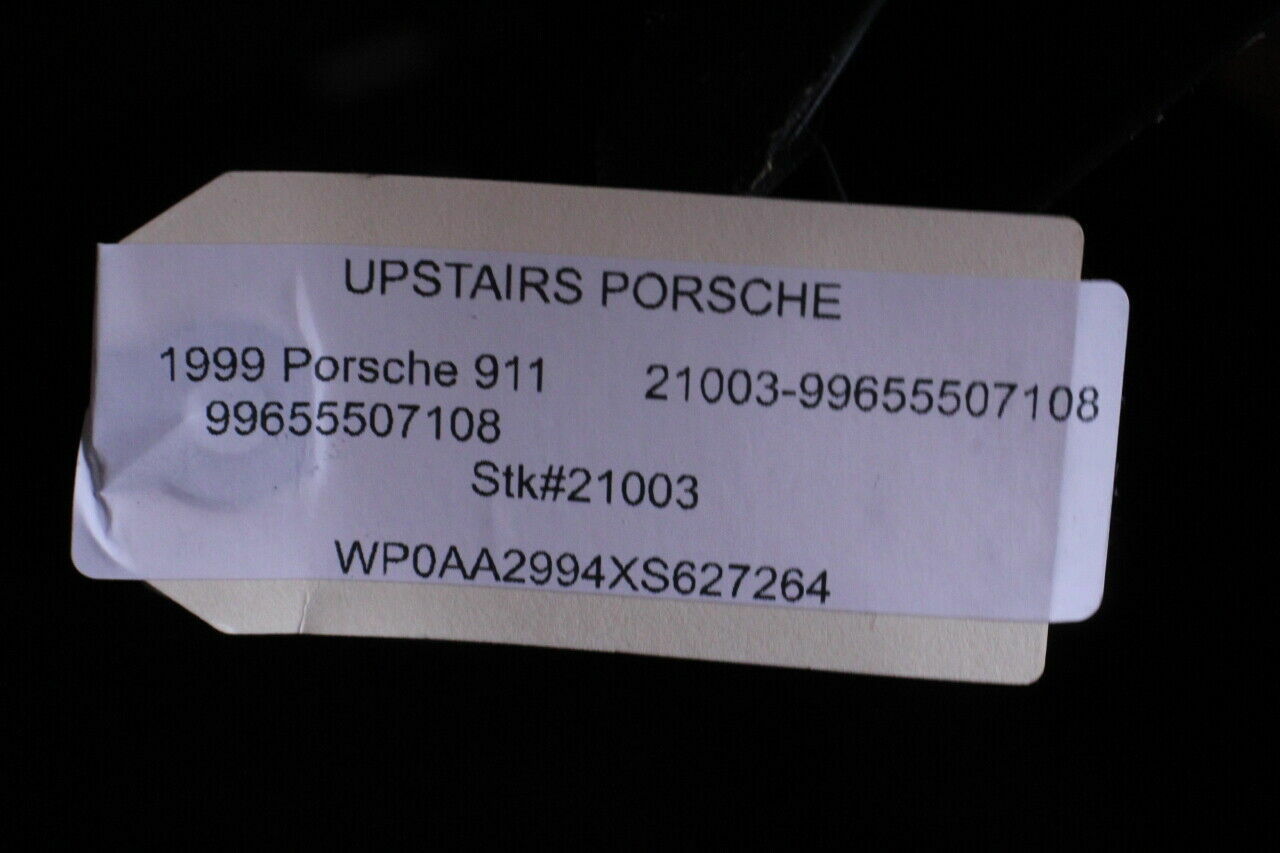 UPSTAIRS PORSCHE
1999 Porsche 911 21003-99655507108
99655507108
Stk#21003
WP0AA2994XS627264